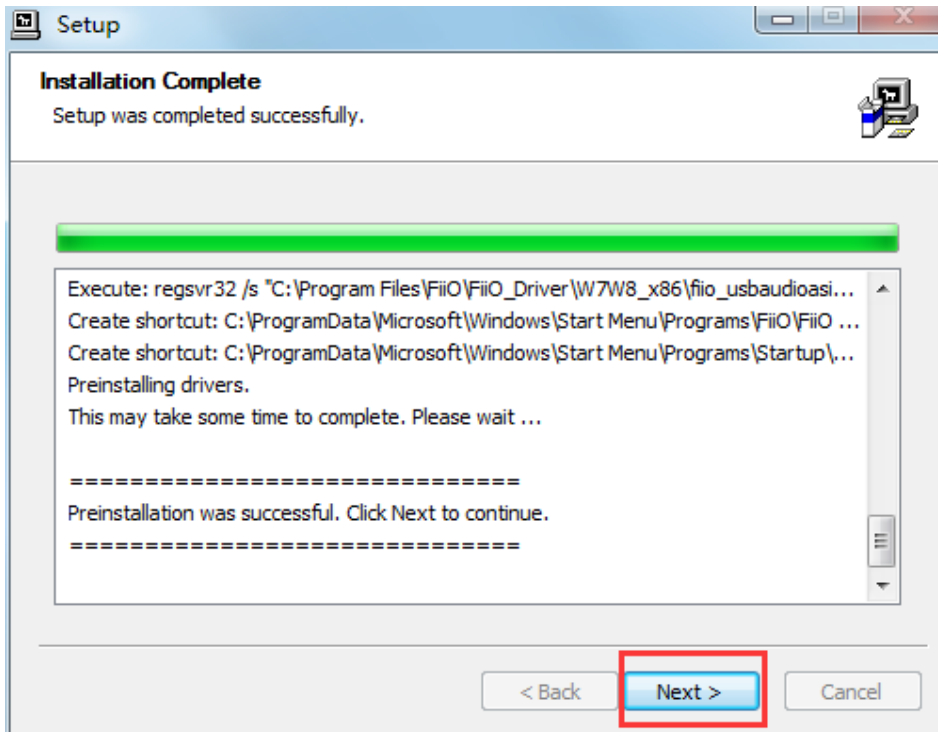 Setup
Installation Complete
Setup was completed successfully.
Execute: regsvr32 /s "C:\Program Files\FiiO\FiiO_Driver\W7W8_x86\fiio_usbaudioasi...
Create shortcut: C:\ProgramData\Microsoft\Windows\Start Menu\Programs\FiiO\FiiO ...
Create shortcut: C:\ProgramData\Microsoft\Windows\Start Menu\Programs\Startup\...
Preinstalling drivers.
This may take some time to complete. Please wait ...
==============================
Preinstallation was successful. Click Next to continue.
==============================
< Back Next > Cancel